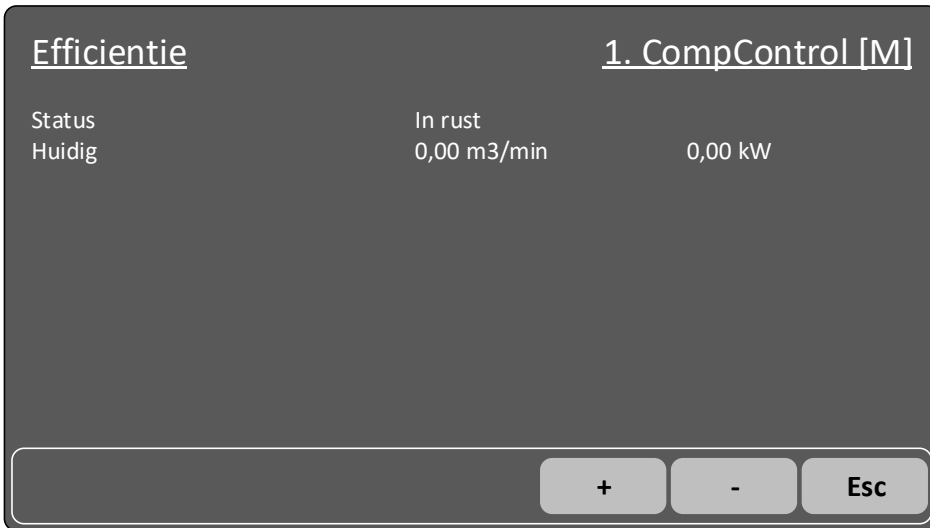 Efficientie 1. CompControl [M]
Status In rust
Huidig 0,00 m3/min 0,00 kW
+ - Esc